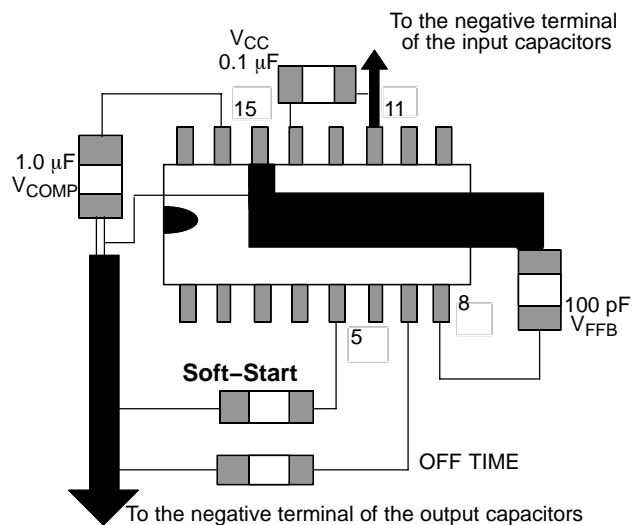 To the negative terminal
of the input capacitors
VCC
0.1 μF
15
11
1.0 μF
VCOMP
8
100 pF
VFFB
5
Soft–Start
OFF TIME
To the negative terminal of the output capacitors